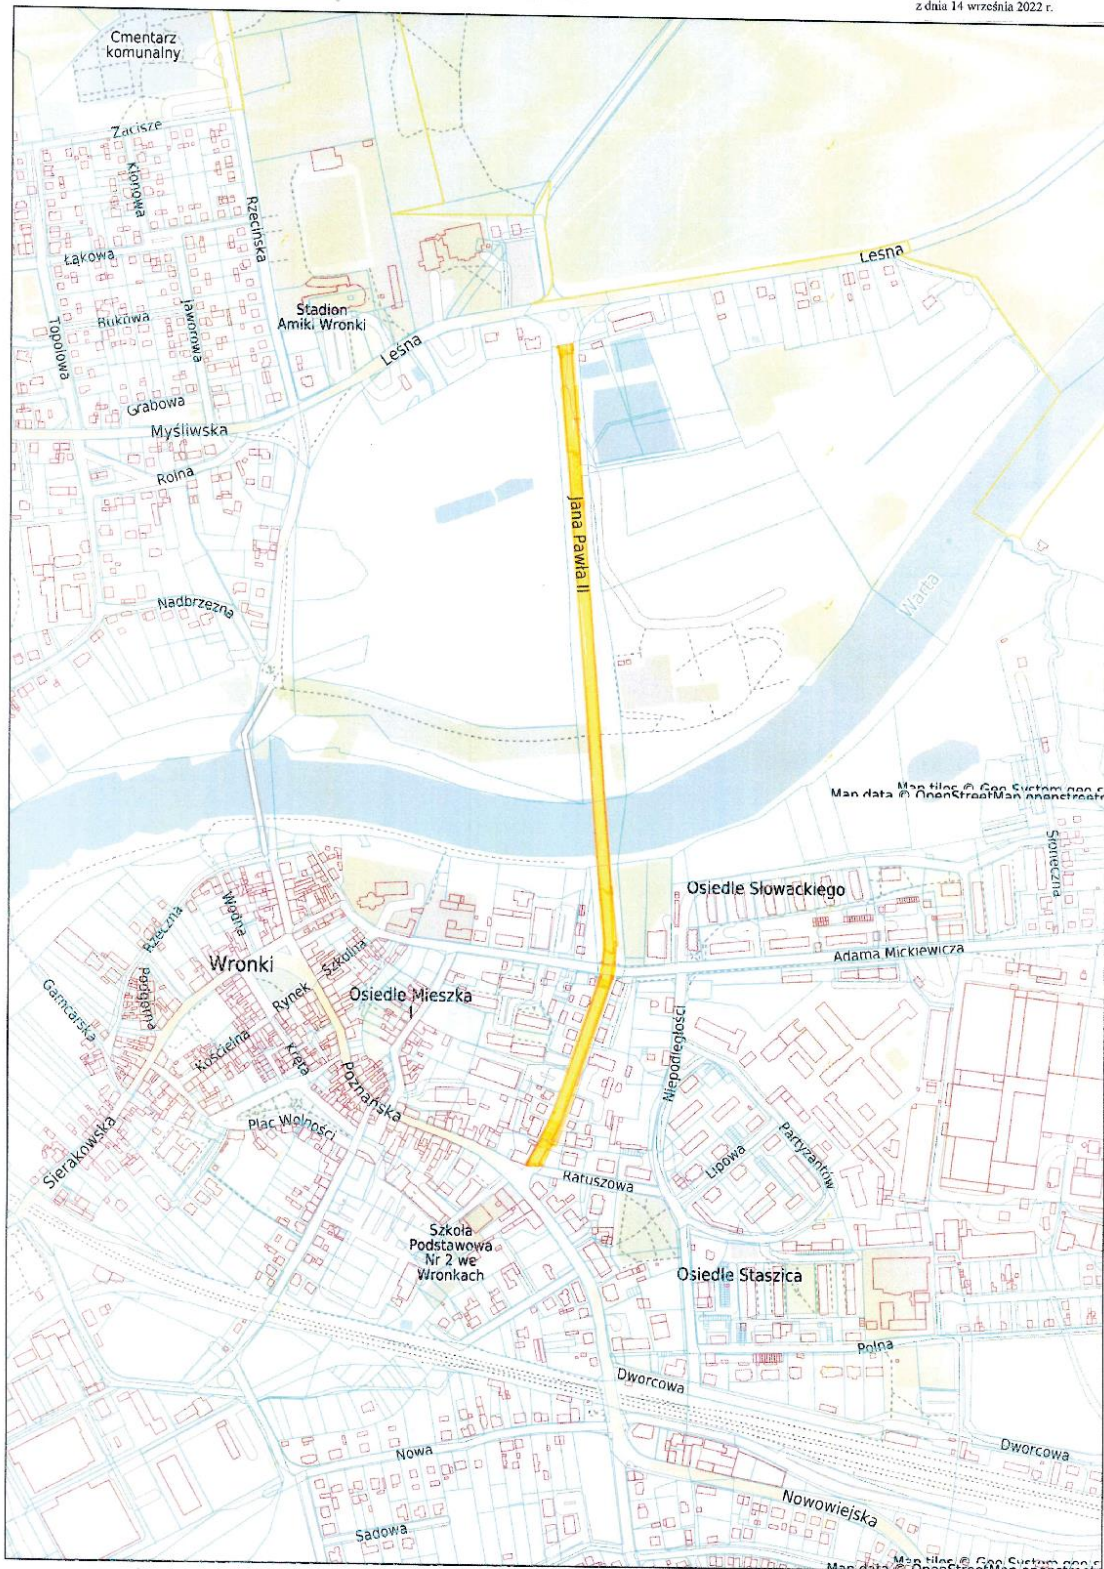 z dnia 14 września 2022 r.
Cmentarz
komunalny
Zacisze
Klonowa
Rzecińska
Łąkowa
Leśna
Bukowa
Jaworowa
Topolowa
Stadion
Amiki Wronki
Leśna
Grabowa
Myśliwska
Rolna
Jana Pawła II
Nadbrzeżna
Warta
Map tiles © Geo System
Map data © OpenStreetMap
Słoneczna
Osiedle Słowackiego
Wodna
Rzeczna
Adama Mickiewicza
Szkolna
Wronki
Rynek
Osiedle Mieszka
I
Podgórna
Garncarska
Kościelna
Kręta
Niepodległości
Poznańska
Plac Wolności
Sierakowska
Partyzantów
Lipowa
Ratuszowa
Szkoła
Podstawowa
Nr 2 we
Wronkach
Osiedle Staszica
Polna
Dworcowa
Dworcowa
Nowa
Nowowiejska
Sadowa
Map tiles © Geo System
Map data © OpenStreetMap